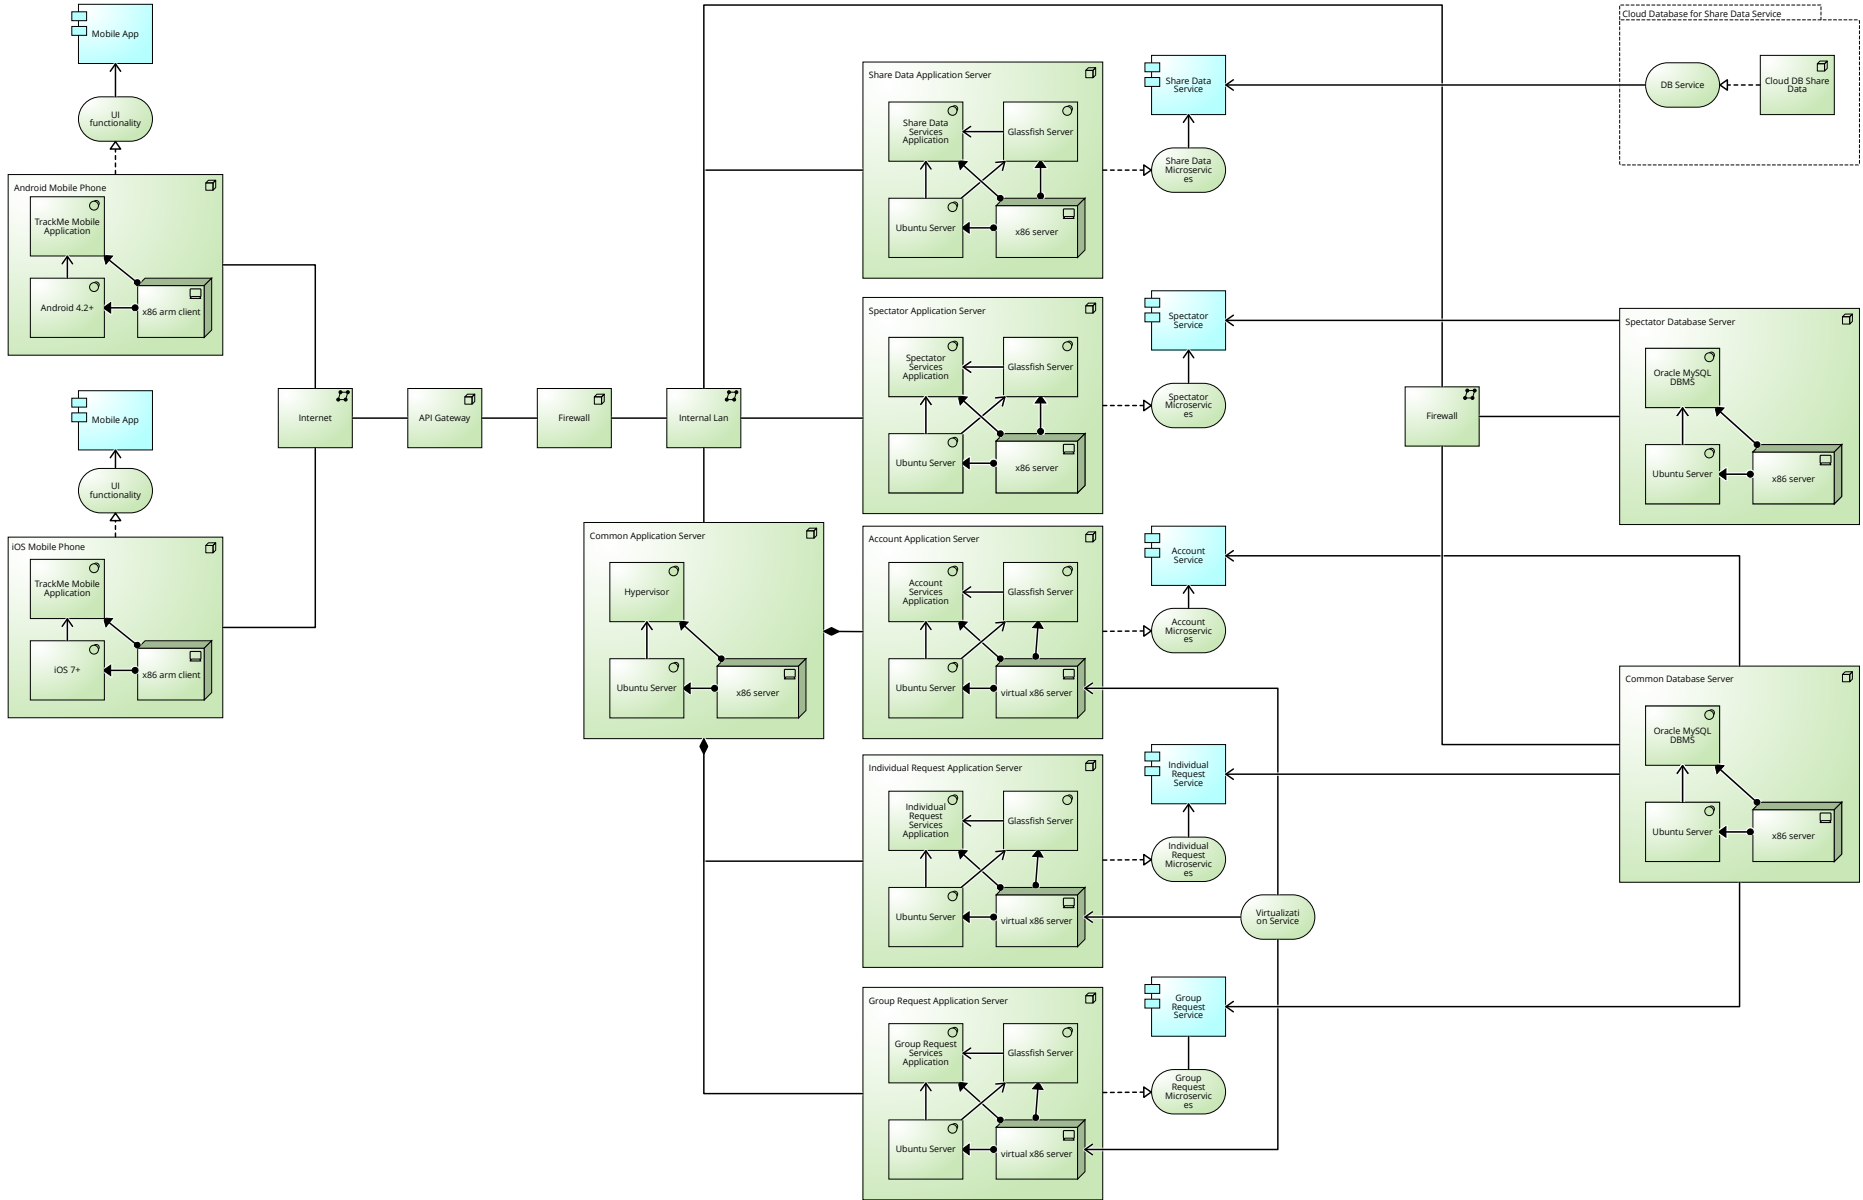 Mobile App
UI
functionality
Android Mobile Phone
TrackMe Mobile
Application
Android 4.2+
x86 arm client
Mobile App
UI
functionality
iOS Mobile Phone
TrackMe Mobile
Application
iOS 7+
x86 arm client
Internet
API Gateway
Firewall
Internal Lan
Common Application Server
Hypervisor
Ubuntu Server
x86 server
Share Data Application Server
Share Data
Services
Application
Glassfish Server
Ubuntu Server
x86 server
Share Data
Service
Share Data
Microservic
es
Spectator Application Server
Spectator
Services
Application
Glassfish Server
Ubuntu Server
x86 server
Spectator
Service
Spectator
Microservic
es
Account Application Server
Account
Services
Application
Glassfish Server
Ubuntu Server
virtual x86 server
Account
Service
Account
Microservic
es
Individual Request Application Server
Individual
Request
Services
Application
Glassfish Server
Ubuntu Server
virtual x86 server
Individual
Request
Service
Individual
Request
Microservic
es
Group Request Application Server
Group Request
Services
Application
Glassfish Server
Ubuntu Server
virtual x86 server
Group
Request
Service
Group
Request
Microservic
es
Virtualizati
on Service
Firewall
Cloud Database for Share Data Service
DB Service
Cloud DB Share
Data
Spectator Database Server
Oracle MySQL
DBMS
Ubuntu Server
x86 server
Common Database Server
Oracle MySQL
DBMS
Ubuntu Server
x86 server